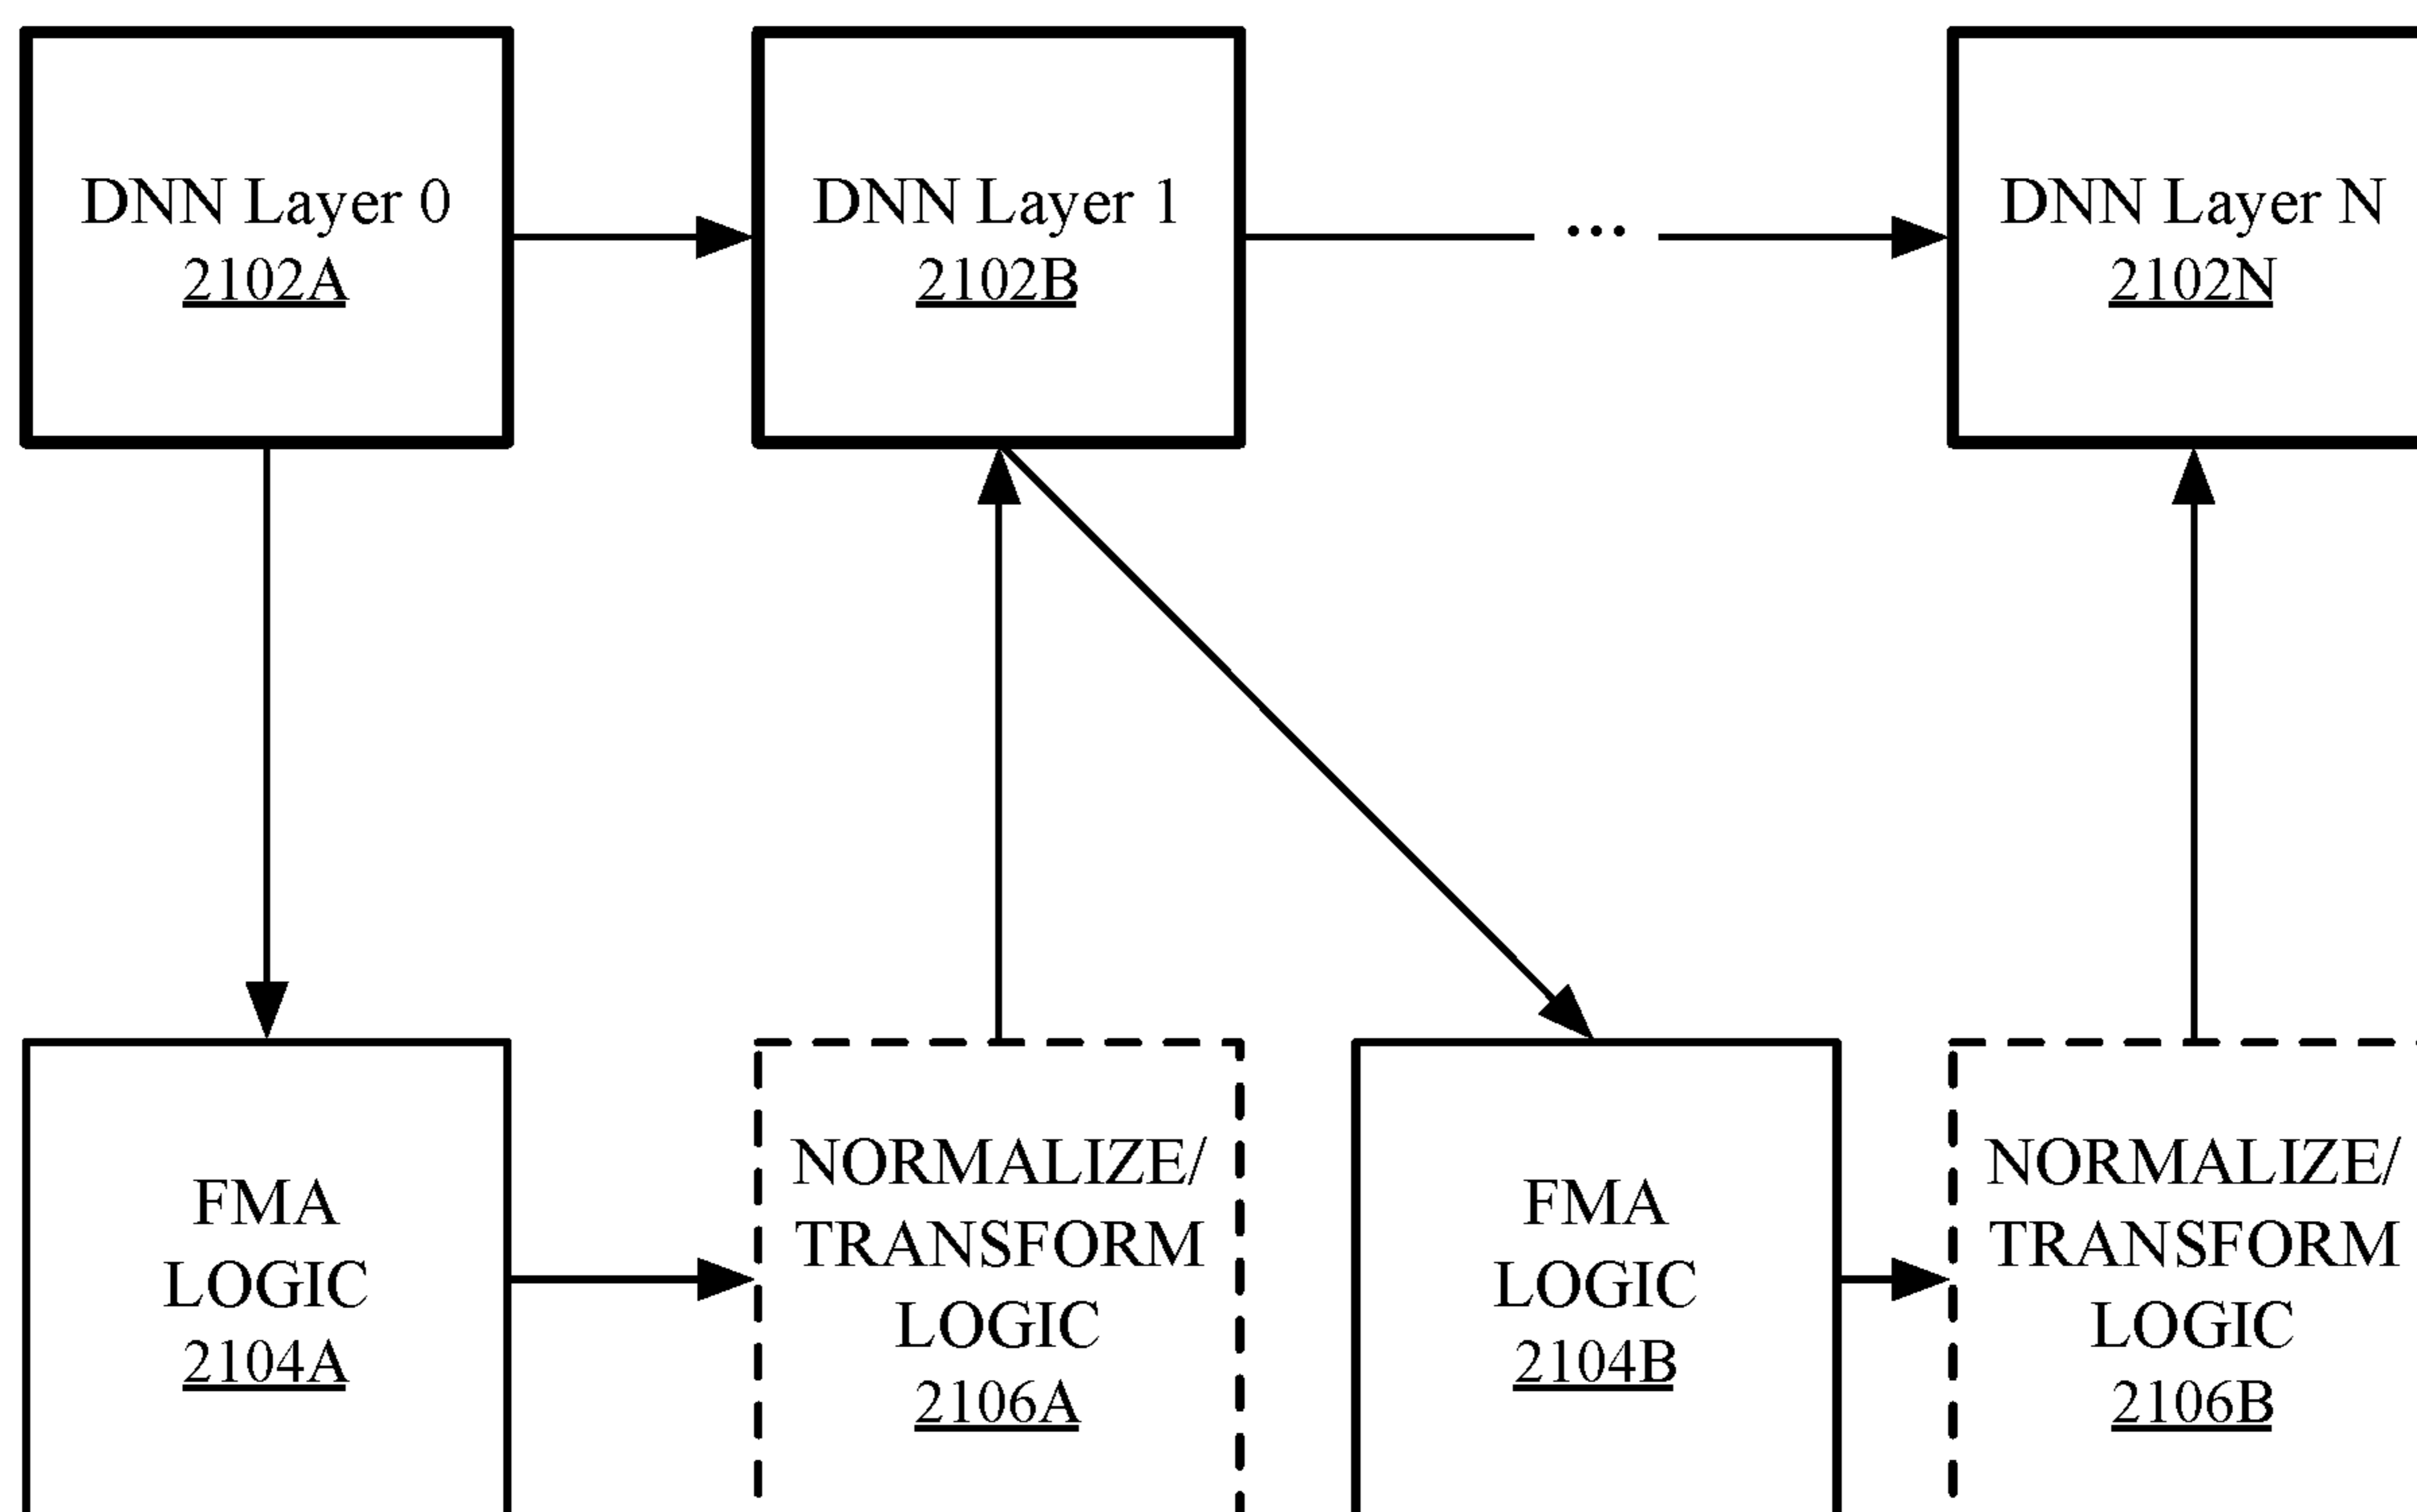 DNN Layer 0
2102A
DNN Layer 1
2102B
...
DNN Layer N
2102N
FMA
LOGIC
2104A
NORMALIZE/
TRANSFORM
LOGIC
2106A
FMA
LOGIC
2104B
NORMALIZE/
TRANSFORM
LOGIC
2106B